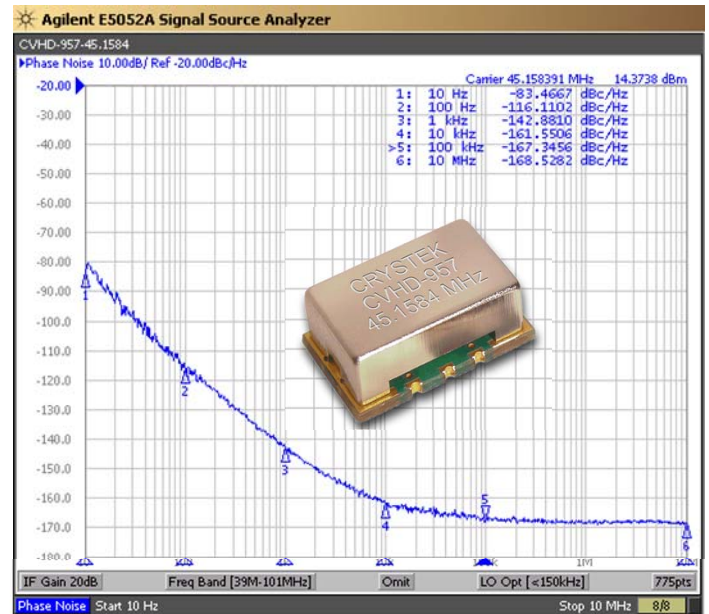 Agilent E5052A Signal Source Analyzer
CVHD-957-45.1584
Phase Noise 10.00dB/ Ref -20.00dBc/Hz
Carrier 45.158391 MHz 14.3738 dBm
1: 10 Hz -83.4667 dBc/Hz
2: 100 Hz -116.1102 dBc/Hz
3: 1 kHz -142.8810 dBc/Hz
4: 10 kHz -161.5506 dBc/Hz
>5: 100 kHz -167.3456 dBc/Hz
6: 10 MHz -168.5282 dBc/Hz
-20.00
-30.00
-40.00
-50.00
-60.00
-70.00
-80.00
-90.00
-100.0
-110.0
-120.0
-130.0
-140.0
-150.0
-160.0
-170.0
-180.0
1
2
3
4
5
6
CRYSTEK
CVHD-957
45.1584 MHz
1M
IF Gain 20dB
Freq Band [39M-101MHz]
Omit
LO Opt [<150kHz]
775pts
Phase Noise Start 10 Hz
Stop 10 MHz
8/8